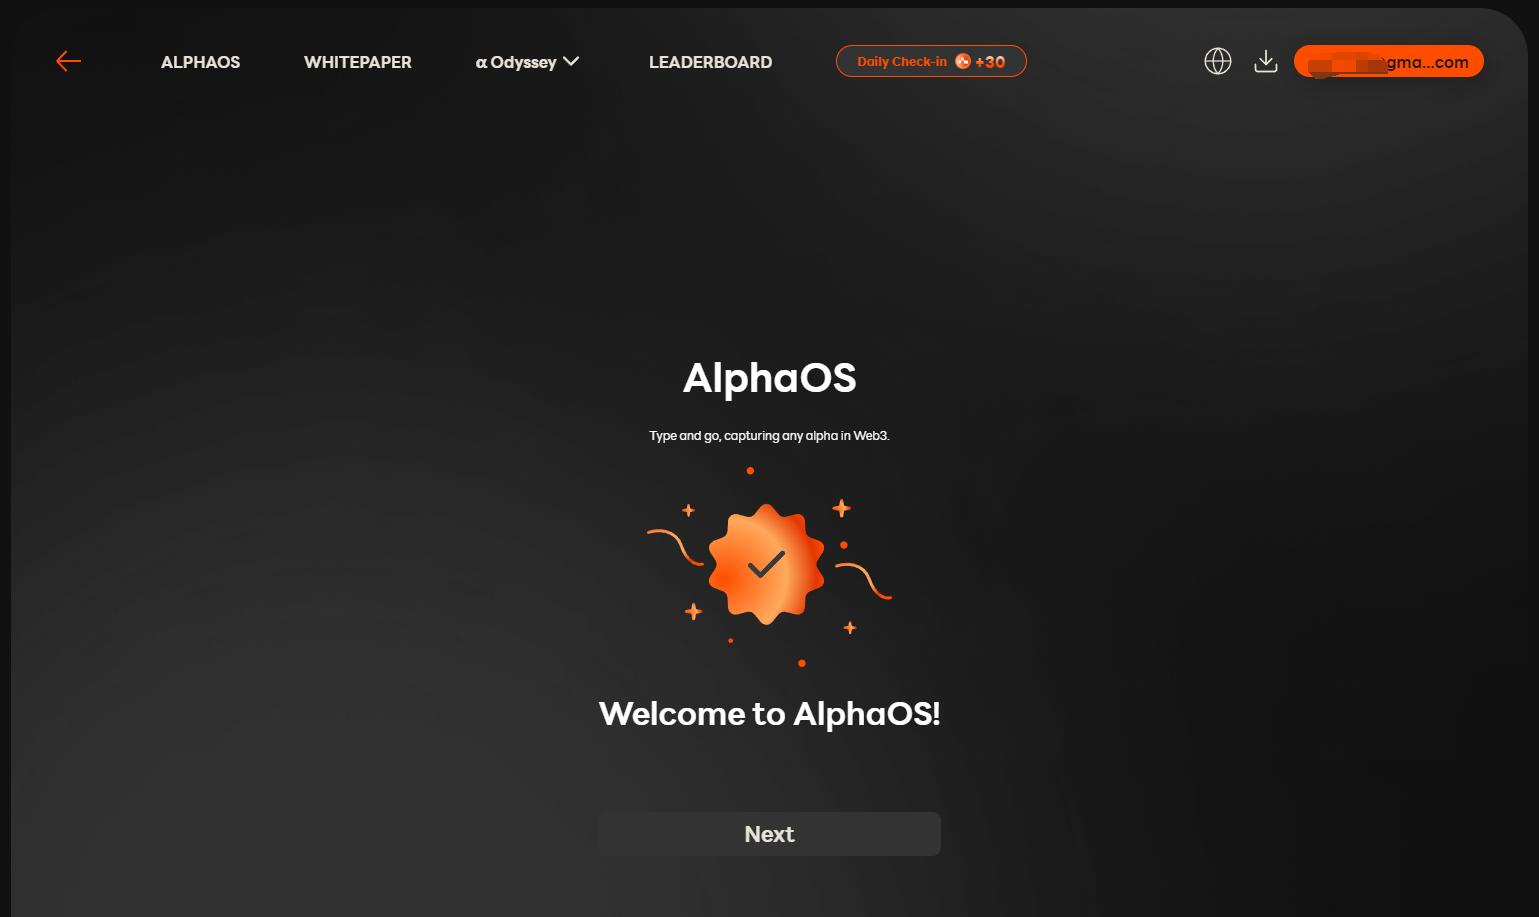 ALPHAOS
WHITEPAPER
α Odyssey
LEADERBOARD
Daily Check-in +30
gma...com
AlphaOS
Type and go, capturing any alpha in Web3.
Welcome to AlphaOS!
Next